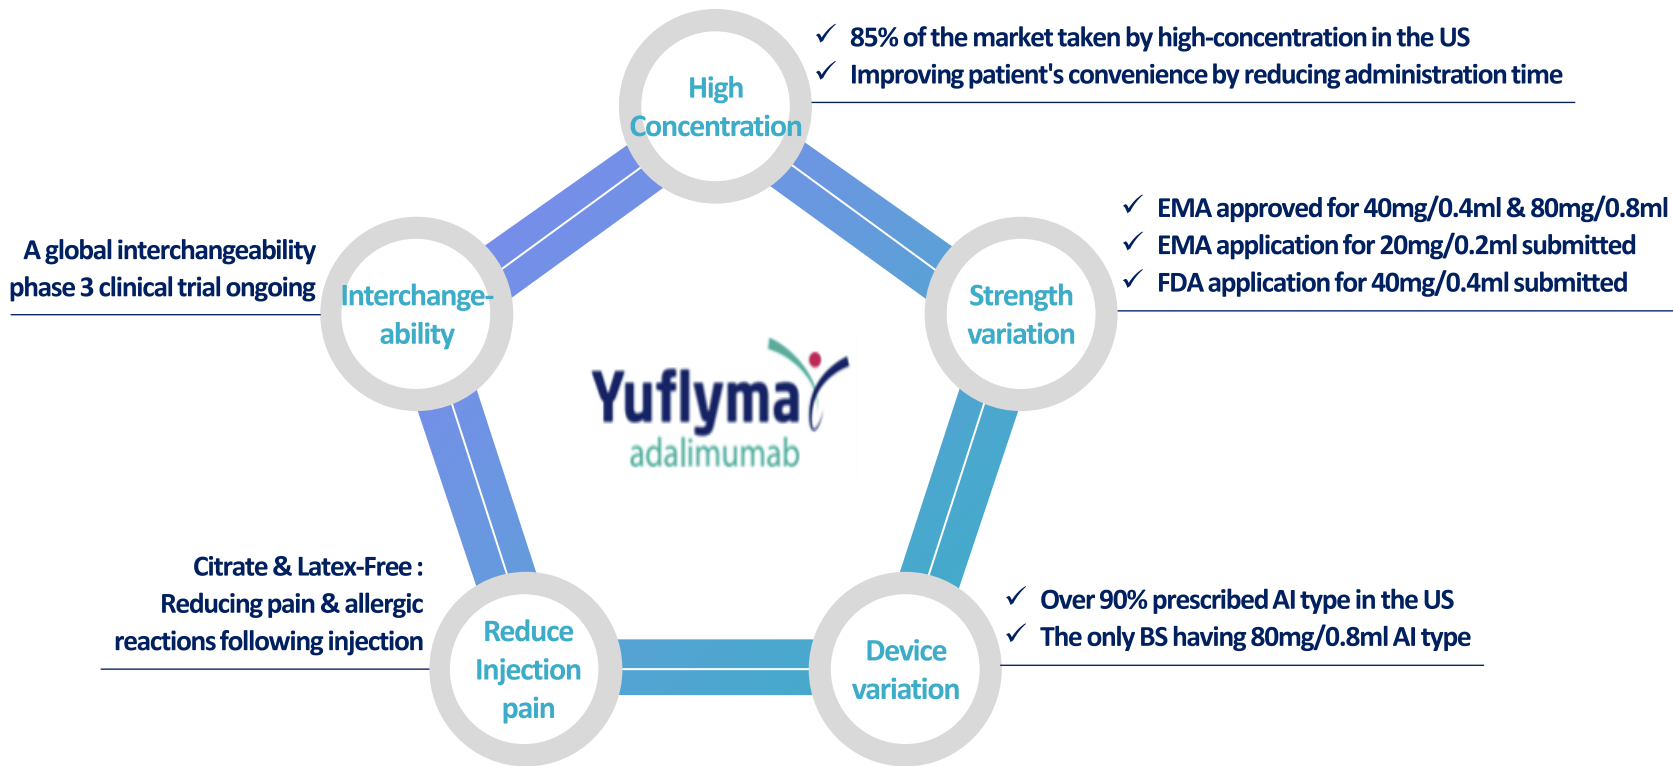 ✓ 85% of the market taken by high-concentration in the US
✓ Improving patient's convenience by reducing administration time
High
Concentration
✓ EMA approved for 40mg/0.4ml & 80mg/0.8ml
✓ EMA application for 20mg/0.2ml submitted
✓ FDA application for 40mg/0.4ml submitted
Strength
variation
A global interchangeability
phase 3 clinical trial ongoing
Interchange-
ability
Yuflyma
adalimumab
Citrate & Latex-Free :
Reducing pain & allergic
reactions following injection
Reduce
Injection
pain
✓ Over 90% prescribed AI type in the US
✓ The only BS having 80mg/0.8ml AI type
Device
variation